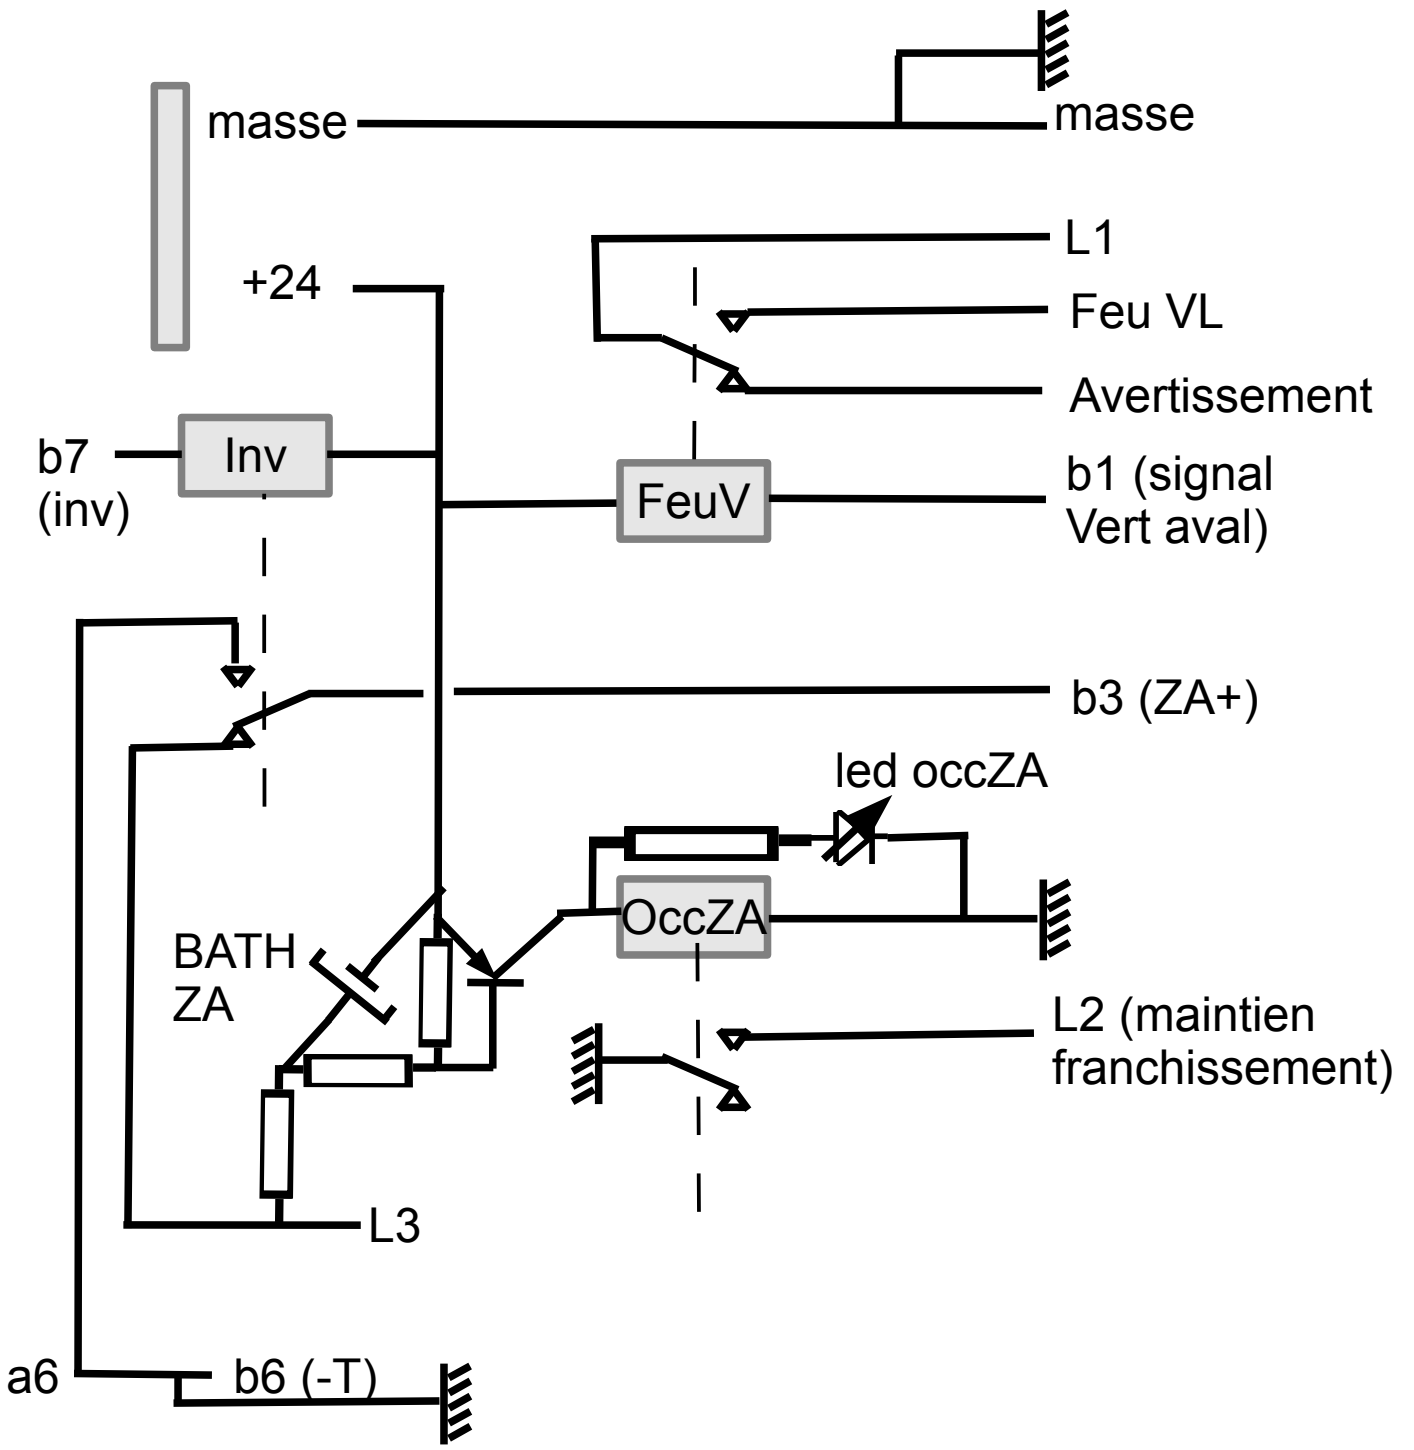 masse
masse
L1
+24
Feu VL
Avertissement
b7
(inv)
Inv
FeuV
b1 (signal
Vert aval)
b3 (ZA+)
led occZA
OccZA
BATH
ZA
L2 (maintien
franchissement)
L3
a6
b6 (-T)